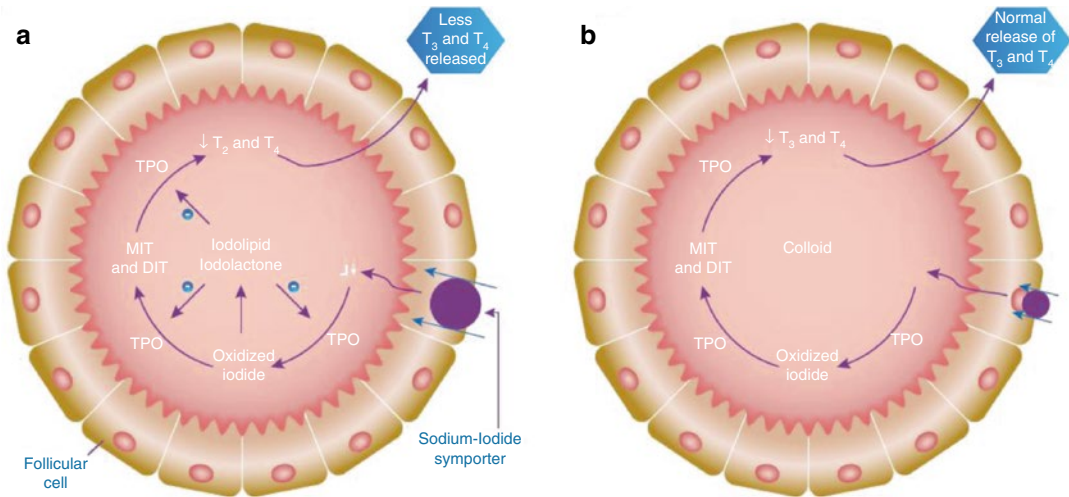 a
Less
T₃ and T₄
released
↓ T₂ and T₄
TPO
MIT
and DIT
Iodolipid
Iodolactone
TPO
Oxidized
iodide
TPO
Follicular
cell
Sodium-Iodide
symporter
b
Normal
release of
T₃ and T₄
↓ T₃ and T₄
TPO
MIT
and DIT
Colloid
TPO
Oxidized
iodide
TPO